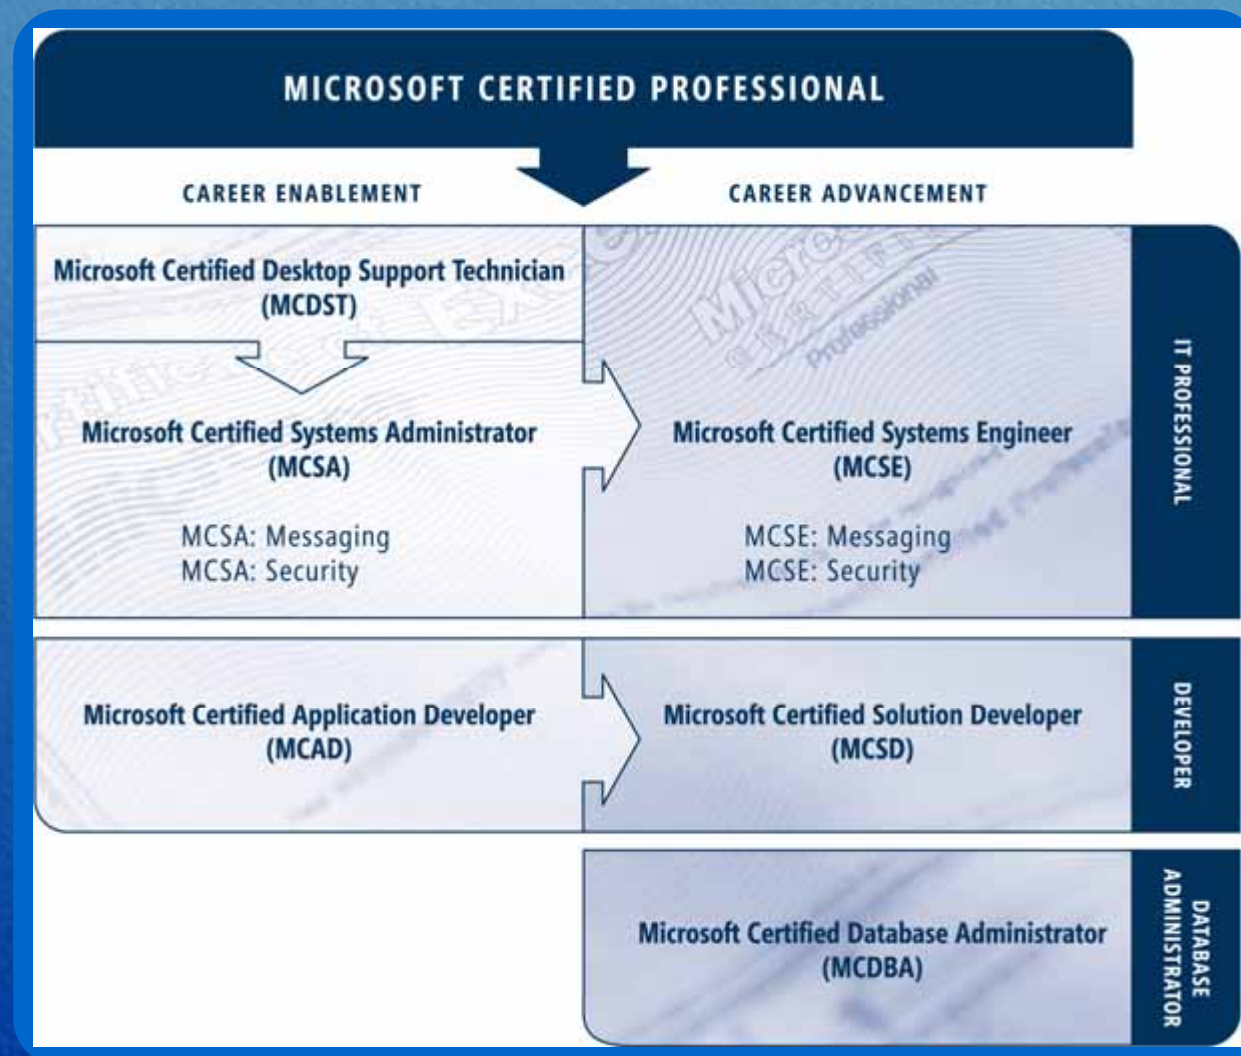 MICROSOFT CERTIFIED PROFESSIONAL
CAREER ENABLEMENT
CAREER ADVANCEMENT
Microsoft Certified Desktop Support Technician
(MCDST)
Microsoft Certified Systems Administrator
(MCSA)
MCSA: Messaging
MCSA: Security
Microsoft Certified Systems Engineer
(MCSE)
MCSE: Messaging
MCSE: Security
IT PROFESSIONAL
Microsoft Certified Application Developer
(MCAD)
Microsoft Certified Solution Developer
(MCSD)
DEVELOPER
Microsoft Certified Database Administrator
(MCDBA)
DATABASE
ADMINISTRATOR
Professional